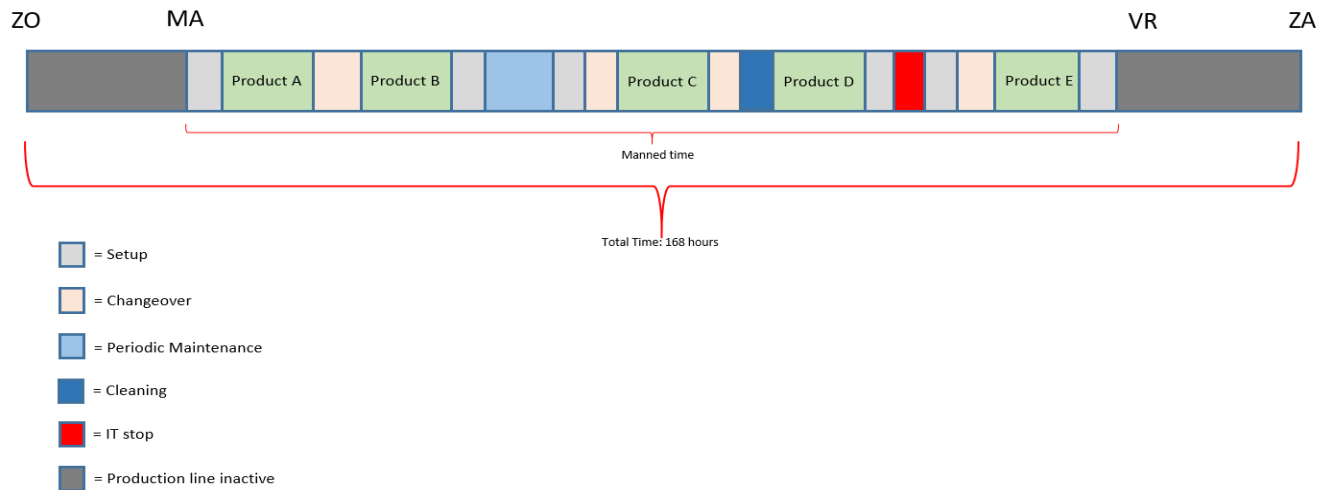 ZO
MA
VR
ZA
Product A
Product B
Product C
Product D
Product E
Manned time
Total Time: 168 hours
= Setup
= Changeover
= Periodic Maintenance
= Cleaning
= IT stop
= Production line inactive